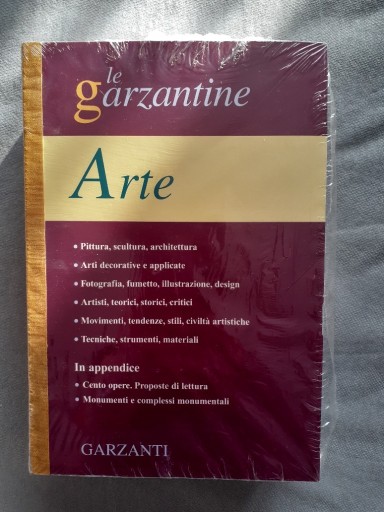 le
garzantine
Arte
• Pittura, scultura, architettura
• Arti decorative e applicate
• Fotografia, fumetto, illustrazione, design
• Artisti, teorici, storici, critici
• Movimenti, tendenze, stili, civiltà artistiche
• Tecniche, strumenti, materiali
In appendice
• Cento opere. Proposte di lettura
• Monumenti e complessi monumentali
GARZANTI